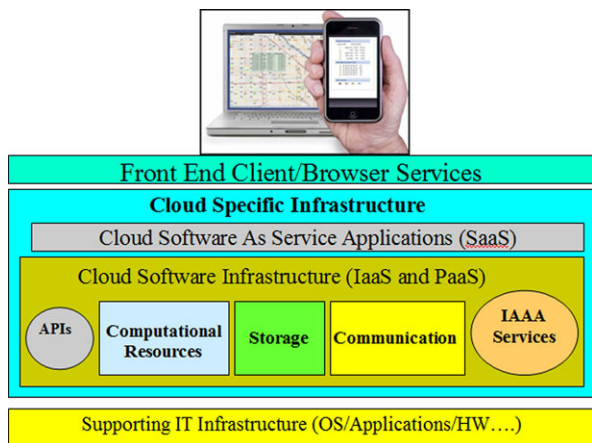 Front End Client/Browser Services
Cloud Specific Infrastructure
Cloud Software As Service Applications (SaaS)
Cloud Software Infrastructure (IaaS and PaaS)
APIs
Computational
Resources
Storage
Communication
IAAA
Services
Supporting IT Infrastructure (OS/Applications/HW….)